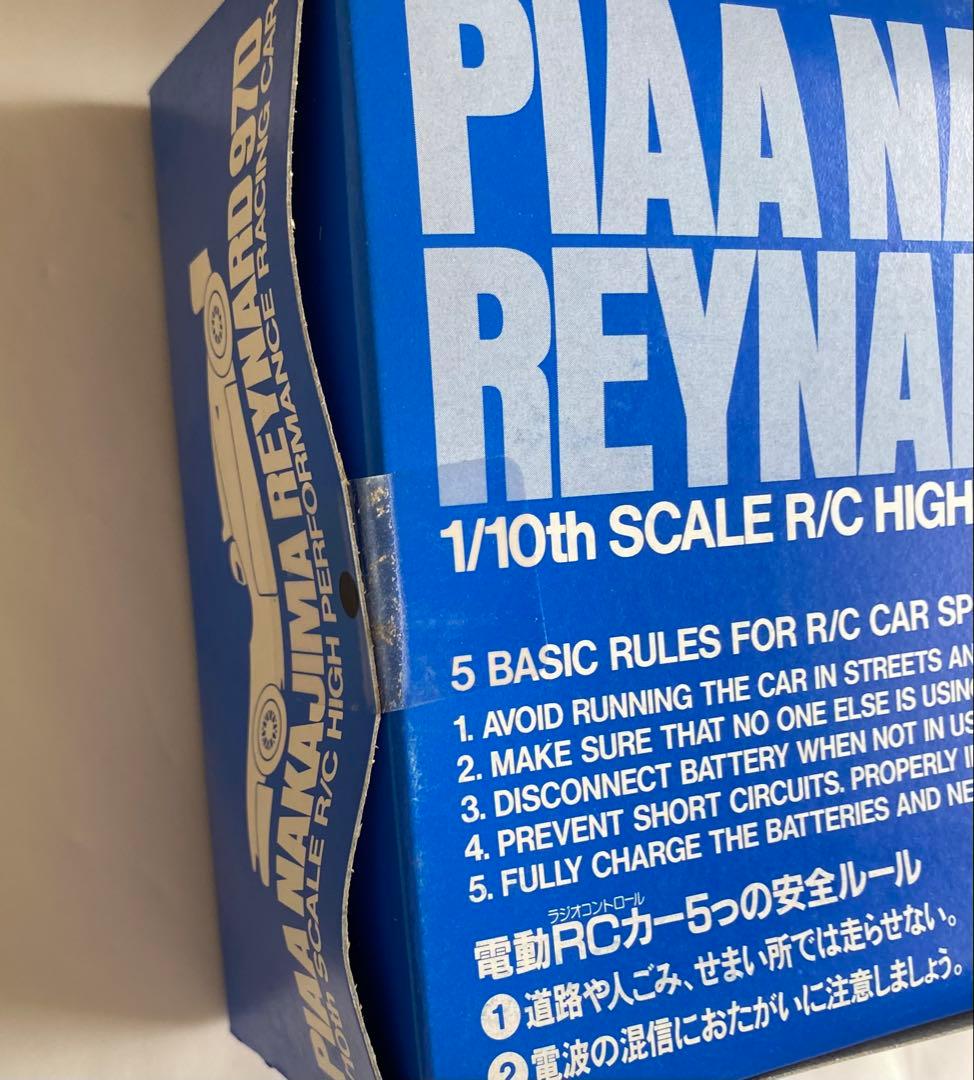 PIAA NAKAJIMA REYNARD 97D
SCALE R/C HIGH PERFORMANCE RACING CAR
PIAA NA
REYNA
1/10th SCALE R/C HIGH
5 BASIC RULES FOR R/C CAR SP
1. AVOID RUNNING THE CAR IN STREETS AN
2. MAKE SURE THAT NO ONE ELSE IS USING
3. DISCONNECT BATTERY WHEN NOT IN US
4. PREVENT SHORT CIRCUITS. PROPERLY I
5. FULLY CHARGE THE BATTERIES AND NE
ラジオコントロール
電動RCカー5つの安全ルール
1 道路や人ごみ、せまい所では走らせない。
2 電波の混信におたがいに注意しましょう。